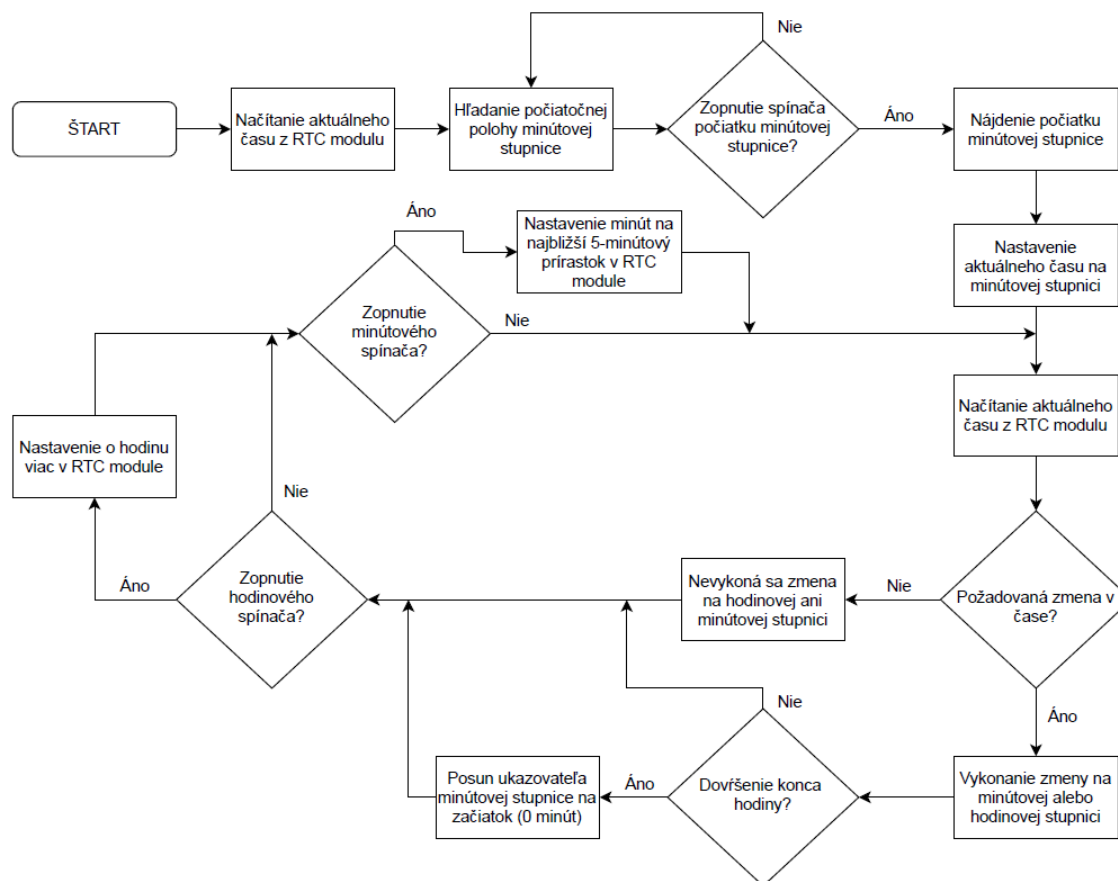 Nie
ŠTART
Načítanie aktuálneho
času z RTC modulu
Hľadanie počiatočnej
polohy minútovej
stupnice
Zopnutie spínača
počiatku minútovej
stupnice?
Áno
Nájdenie počiatku
minútovej stupnice
Nastavenie
aktuálneho času na
minútovej stupnici
Áno
Nastavenie minút na
najbližší 5-minútový
prírastok v RTC
module
Zopnutie
minútového
spínača?
Nie
Načítanie aktuálneho
času z RTC modulu
Nastavenie o hodinu
viac v RTC module
Nie
Zopnutie
hodinového
spínača?
Áno
Nevykoná sa zmena
na hodinovej ani
minútovej stupnici
Nie
Požadovaná zmena v
čase?
Áno
Nie
Posun ukazovateľa
minútovej stupnice na
začiatok (0 minút)
Áno
Dovŕšenie konca
hodiny?
Vykonanie zmeny na
minútovej alebo
hodinovej stupnici